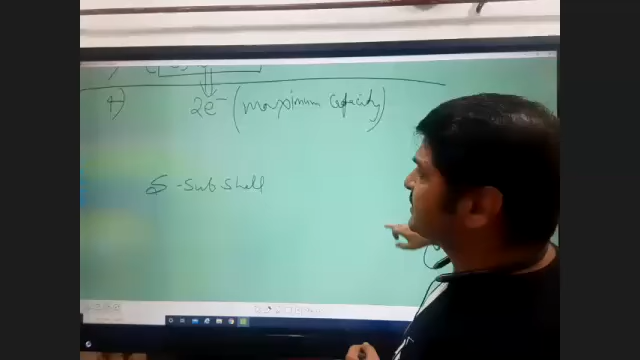 4) 2e⁻ (maximum capacity)
S - Sub shell